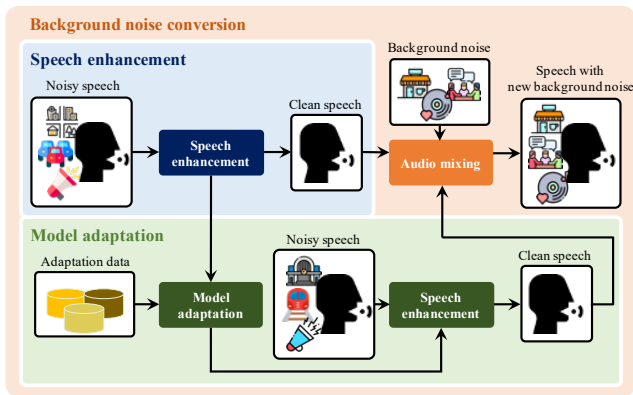 Background noise conversion
Speech enhancement
Noisy speech
Speech
enhancement
Clean speech
Background noise
Audio mixing
Speech with
new background noise
Model adaptation
Adaptation data
Model
adaptation
Noisy speech
Speech
enhancement
Clean speech